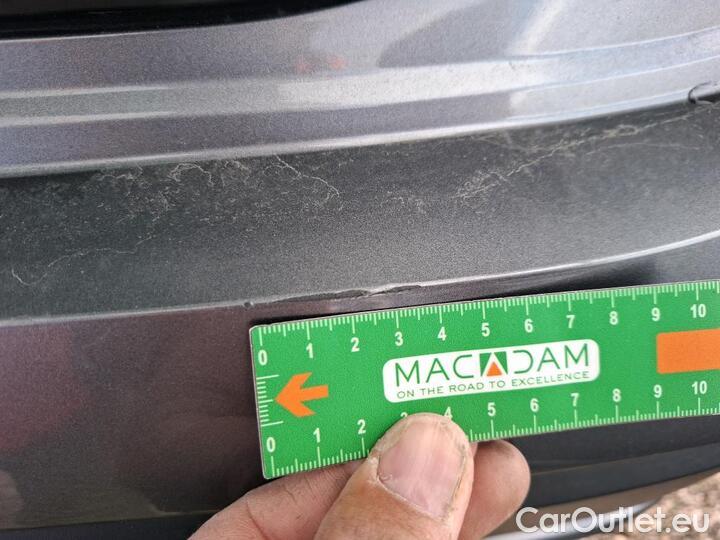 0 1 2 3 4 5 6 7 8 9 10
MACADAM
ON THE ROAD TO EXCELLENCE
0 1 2 3 4 5 6 7 8 9 10
CarOutlet.eu